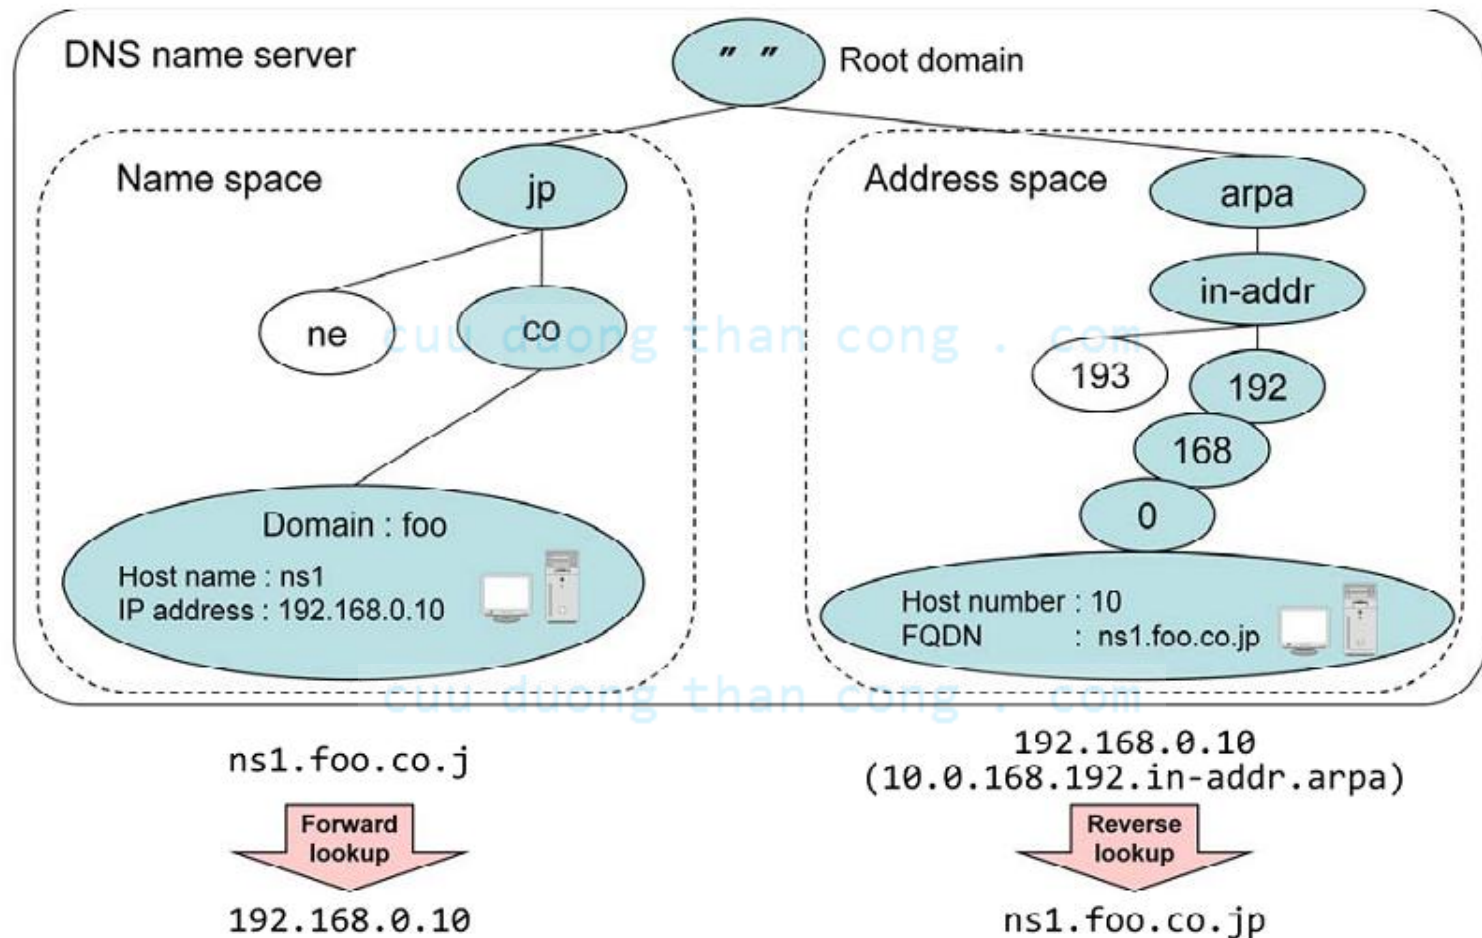 DNS name server
" "
Root domain
Name space
jp
ne
co
Domain : foo
Host name : ns1
IP address : 192.168.0.10
Address space
arpa
in-addr
193
192
168
0
Host number : 10
FQDN : ns1.foo.co.jp
cuu duong than cong . com
cuu duong than cong . com
ns1.foo.co.j
Forward
lookup
192.168.0.10
192.168.0.10
(10.0.168.192.in-addr.arpa)
Reverse
lookup
ns1.foo.co.jp